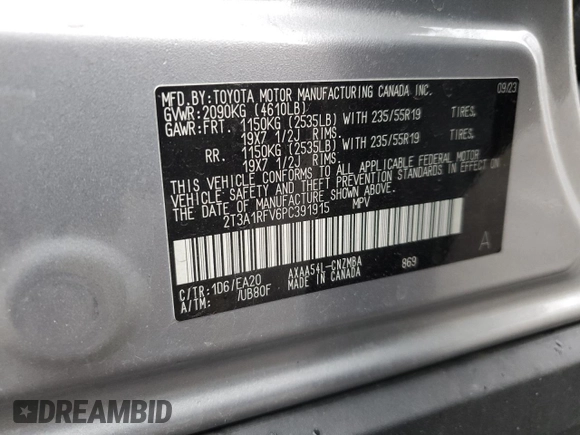 MFD.BY:TOYOTA MOTOR MANUFACTURING CANADA INC. 09/23
GVWR:2090KG (4610LB)
GAWR:FRT. 1150KG (2535LB) WITH 235/55R19 TIRES.
19X7 1/2J RIMS.
RR. 1150KG (2535LB) WITH 235/55R19 TIRES.
19X7 1/2J RIMS.
THIS VEHICLE CONFORMS TO ALL APPLICABLE FEDERAL MOTOR
VEHICLE SAFETY AND BUMPER STANDARDS IN EFFECT ON
THE DATE OF MANUFACTURE SHOWN ABOVE.
2T3A1RFV6PC391915 MPV
A
C/TR:1D6/EA20 AXAA54L-CNZMBA 869
A/TM: /UB80F MADE IN CANADA
DREAMBID